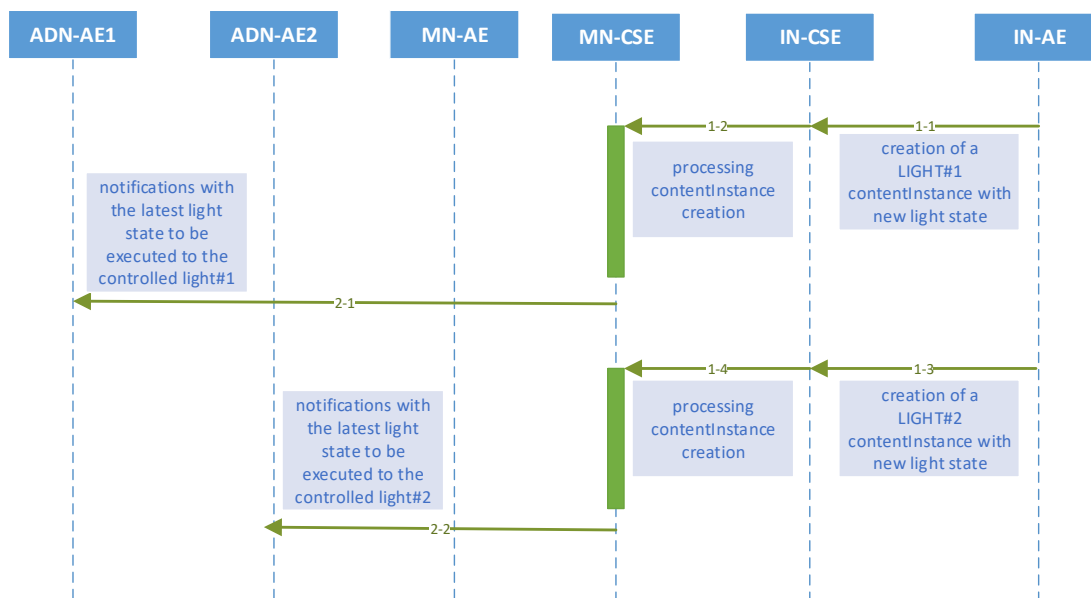 ADN-AE1
ADN-AE2
MN-AE
MN-CSE
IN-CSE
IN-AE
1-2
1-1
processing
contentInstance
creation
creation of a
LIGHT#1
contentInstance with
new light state
notifications with
the latest light
state to be
executed to the
controlled light#1
2-1
1-4
1-3
processing
contentInstance
creation
creation of a
LIGHT#2
contentInstance with
new light state
notifications with
the latest light
state to be
executed to the
controlled light#2
2-2